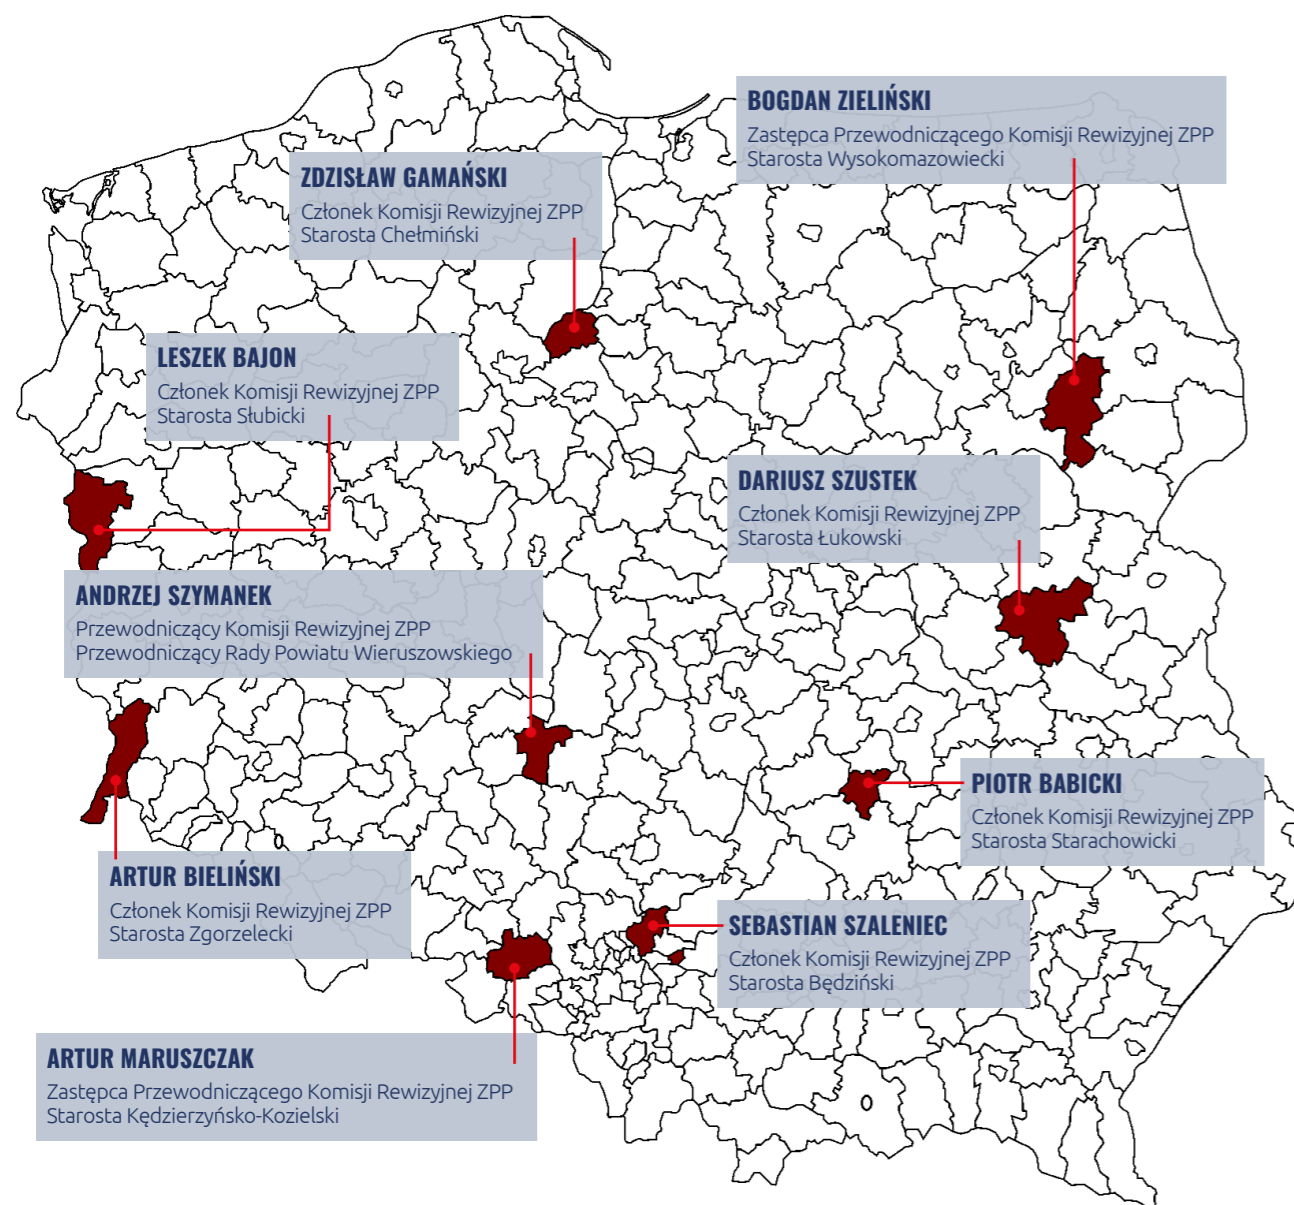 BOGDAN ZIELIŃSKI
Zastępca Przewodniczącego Komisji Rewizyjnej ZPP
Starosta Wysokomazowiecki
ZDZISŁAW GAMAŃSKI
Członek Komisji Rewizyjnej ZPP
Starosta Chełmiński
LESZEK BAJON
Członek Komisji Rewizyjnej ZPP
Starosta Słubicki
DARIUSZ SZUSTEK
Członek Komisji Rewizyjnej ZPP
Starosta Łukowski
ANDRZEJ SZYMANEK
Przewodniczący Komisji Rewizyjnej ZPP
Przewodniczący Rady Powiatu Wieruszowskiego
PIOTR BABICKI
Członek Komisji Rewizyjnej ZPP
Starosta Starachowicki
ARTUR BIELIŃSKI
Członek Komisji Rewizyjnej ZPP
Starosta Zgorzelecki
SEBASTIAN SZALENIEC
Członek Komisji Rewizyjnej ZPP
Starosta Będziński
ARTUR MARUSZCZAK
Zastępca Przewodniczącego Komisji Rewizyjnej ZPP
Starosta Kędzierzyńsko-Kozielski